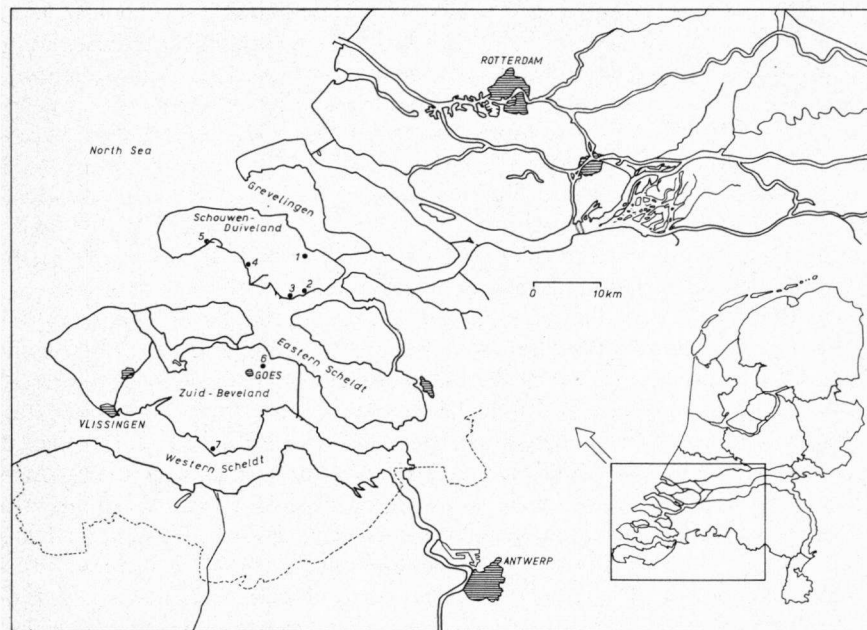 ROTTERDAM
North Sea
Grevelingen
Schouwen-
Duiveland
5
1
4
3
2
0
10km
Eastern Scheldt
6
GOES
Zuid-Beveland
VLISSINGEN
7
Western Scheldt
ANTWERP